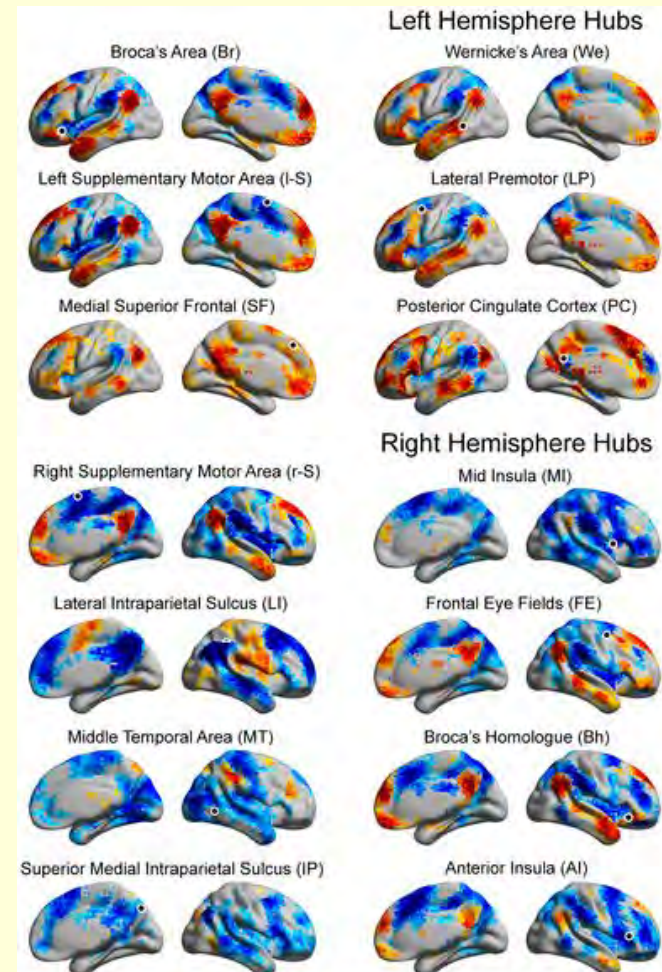 Left Hemisphere Hubs
Broca's Area (Br)
Wernicke's Area (We)
Left Supplementary Motor Area (l-S)
Lateral Premotor (LP)
Medial Superior Frontal (SF)
Posterior Cingulate Cortex (PC)
Right Hemisphere Hubs
Right Supplementary Motor Area (r-S)
Mid Insula (MI)
Lateral Intraparietal Sulcus (LI)
Frontal Eye Fields (FE)
Middle Temporal Area (MT)
Broca's Homologue (Bh)
Superior Medial Intraparietal Sulcus (IP)
Anterior Insula (AI)